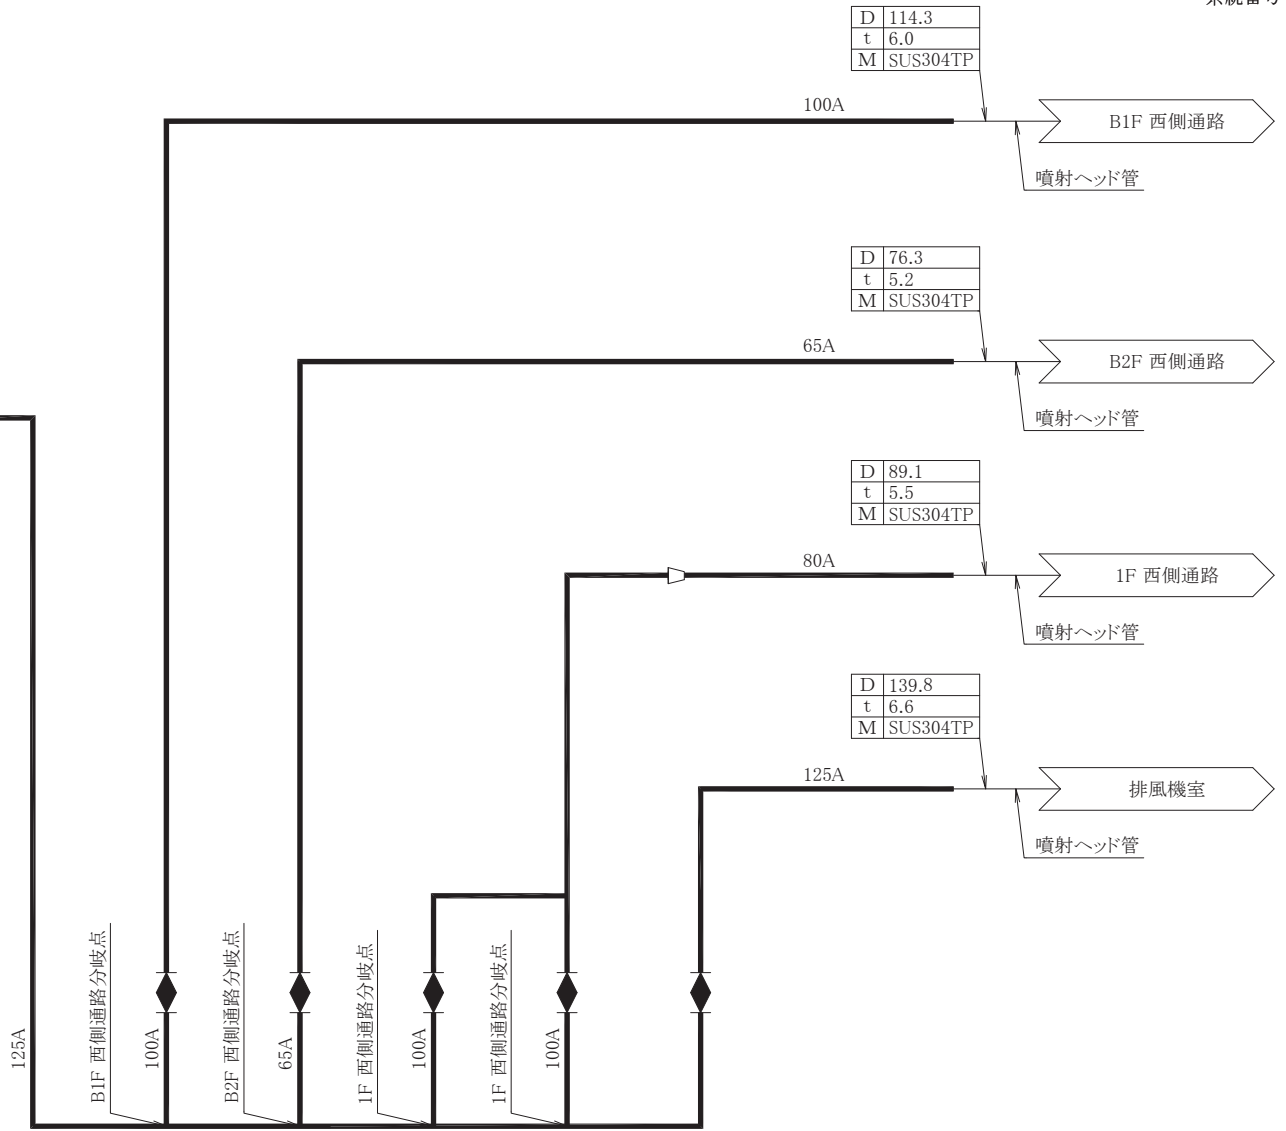 D 114.3
t 6.0
M SUS304TP
100A
B1F 西側通路
噴射ヘッド管
D 76.3
t 5.2
M SUS304TP
65A
B2F 西側通路
噴射ヘッド管
D 89.1
t 5.5
M SUS304TP
80A
1F 西側通路
噴射ヘッド管
D 139.8
t 6.6
M SUS304TP
125A
排風機室
噴射ヘッド管
125A
B1F 西側通路分岐点
100A
B2F 西側通路分岐点
65A
1F 西側通路分岐点
100A
1F 西側通路分岐点
100A